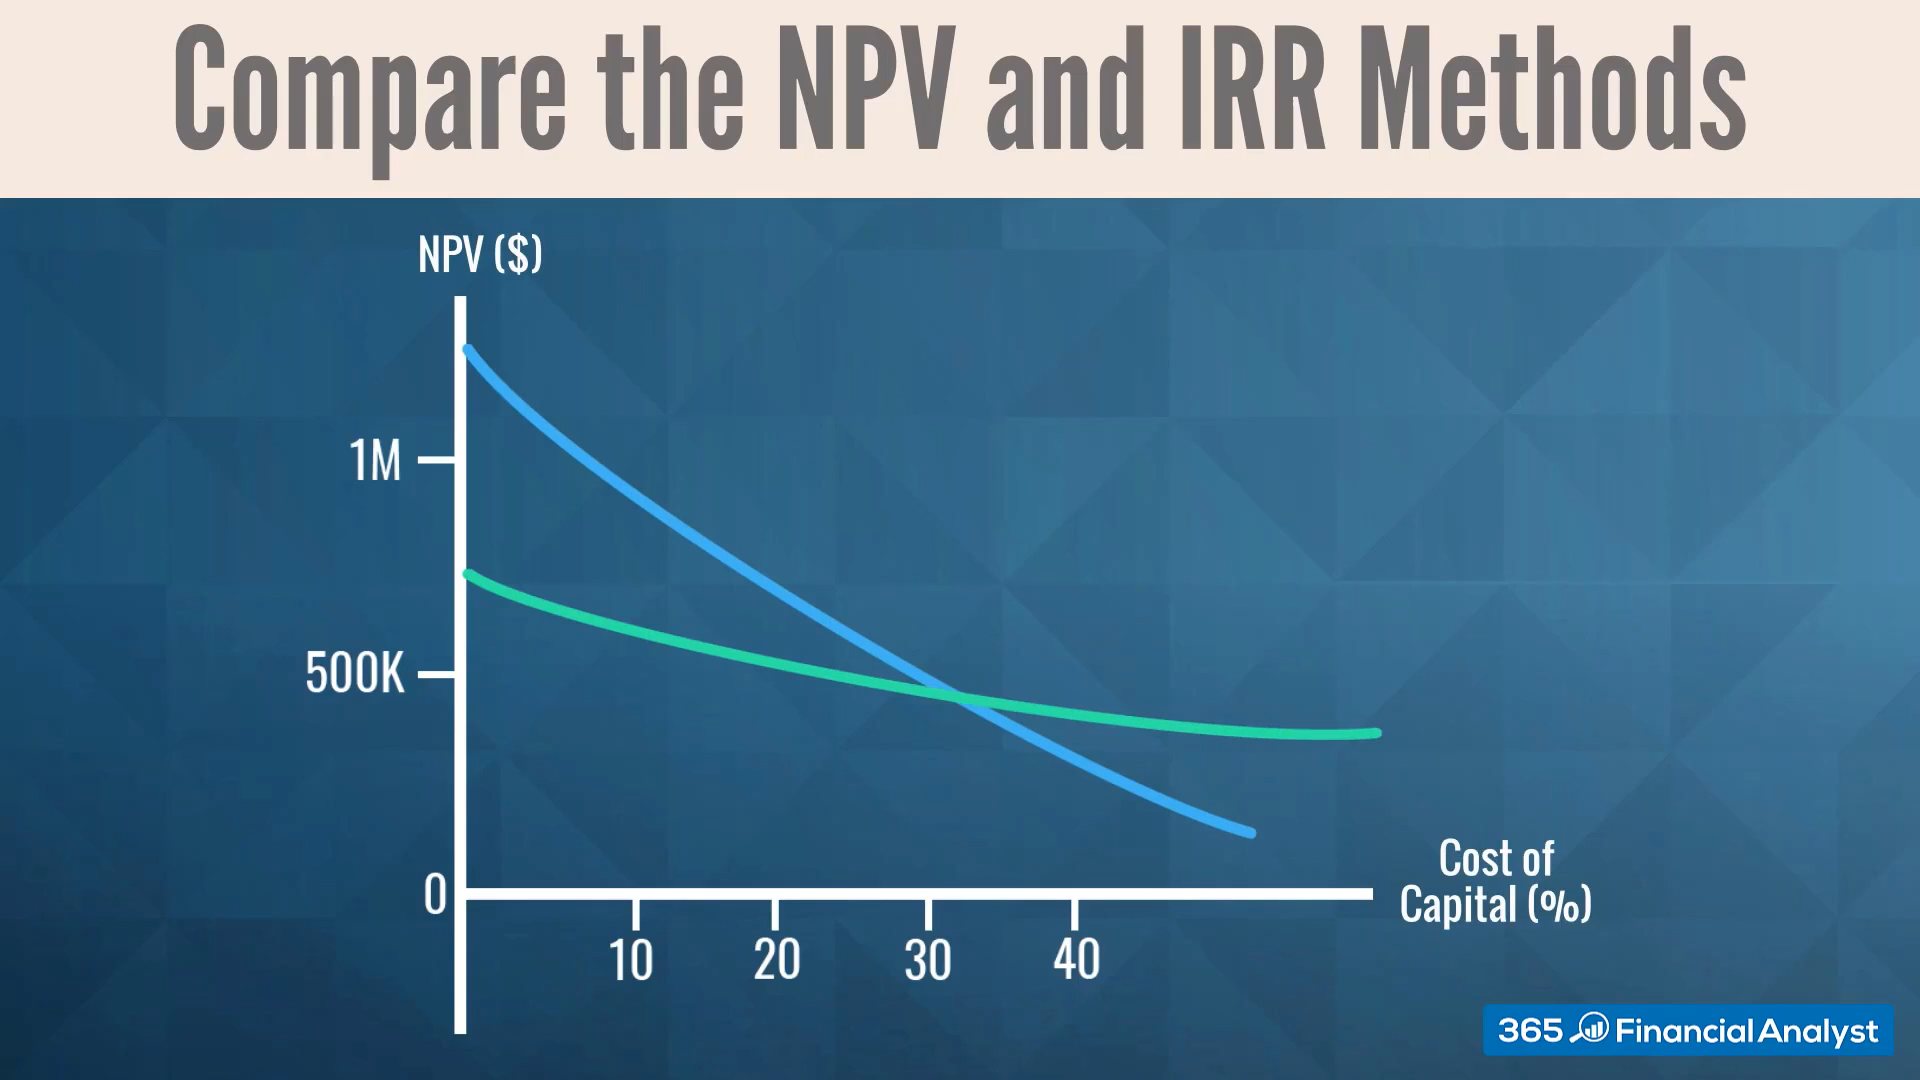 Compare the NPV and IRR Methods
NPV ($)
1M
500K
0
10 20 30 40
Cost of
Capital (%)
365 Financial Analyst